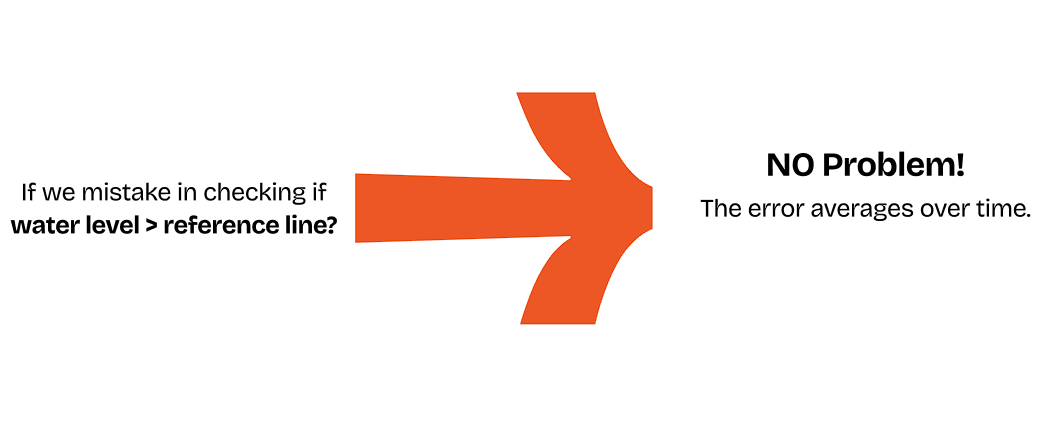 If we mistake in checking if
water level > reference line?
NO Problem!
The error averages over time.